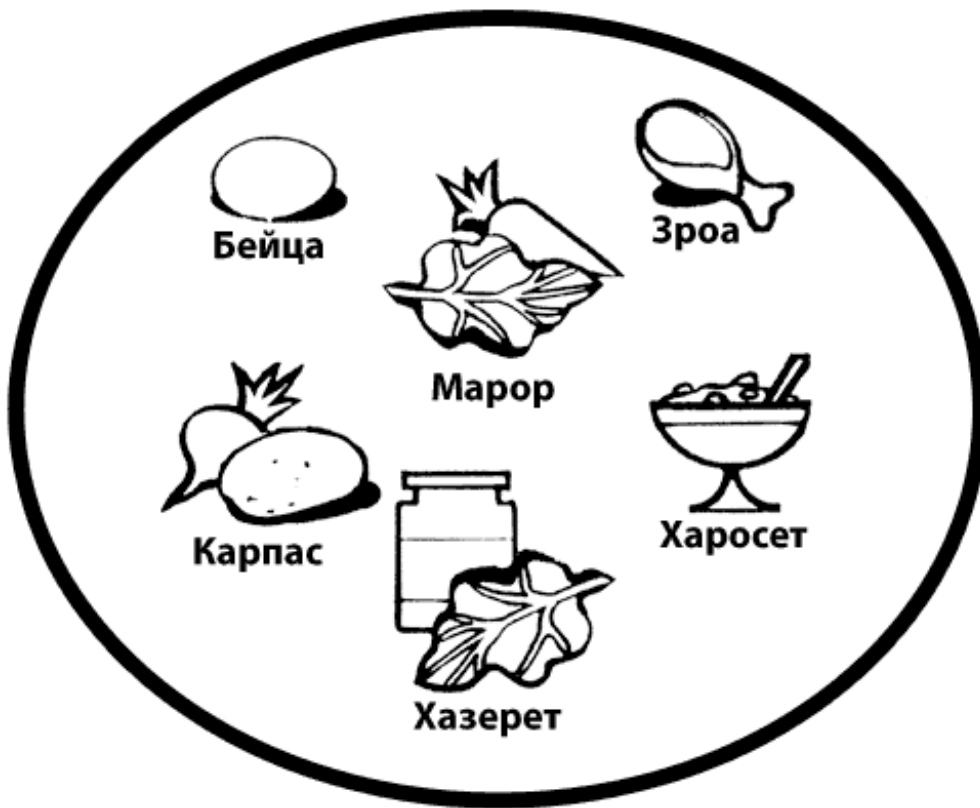 Бейца
Зроа
Марор
Карпас
Харосет
Хазерет